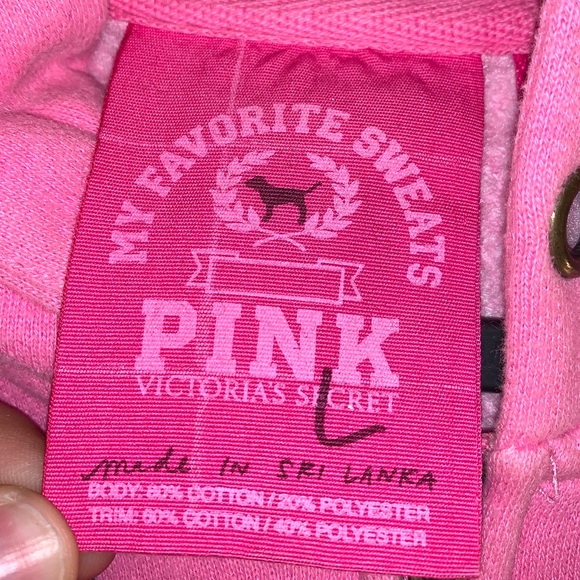 MY FAVORITE SWEATS
PINK
VICTORIA'S SECRET
L
made IN SRI LANKA
BODY: 80% COTTON / 20% POLYESTER
TRIM: 60% COTTON / 40% POLYESTER